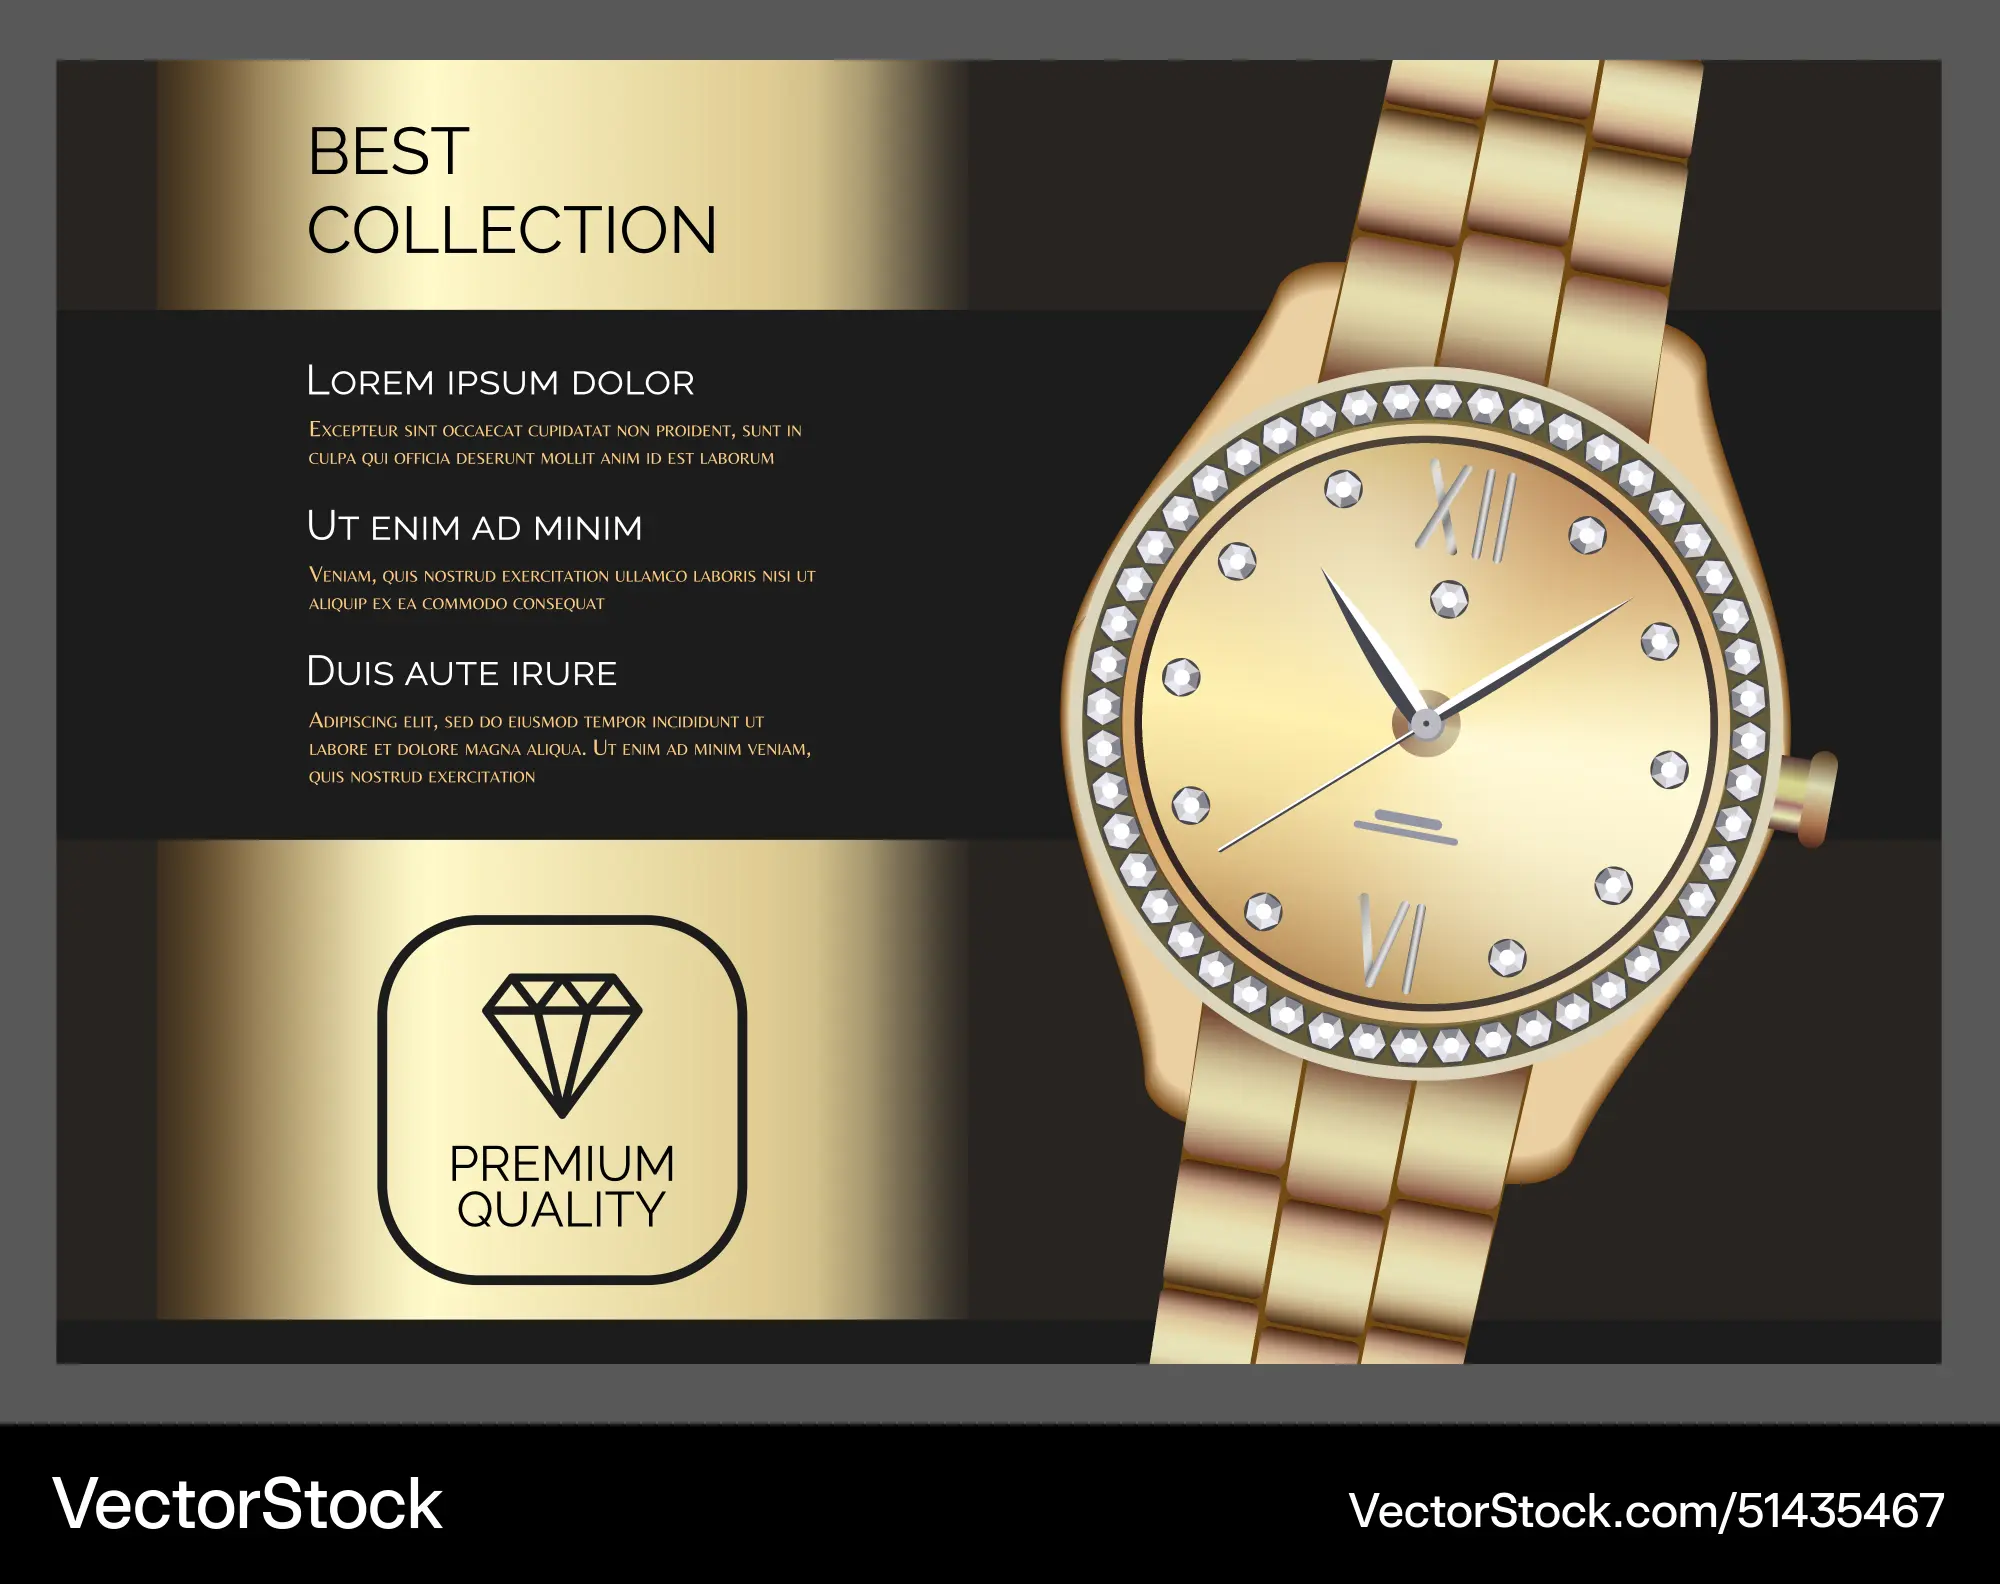 BEST
COLLECTION
Lorem ipsum dolor
Excepteur sint occaecat cupidatat non proident, sunt in
culpa qui officia deserunt mollit anim id est laborum
Ut enim ad minim
Veniam, quis nostrud exercitation ullamco laboris nisi ut
aliquip ex ea commodo consequat
Duis aute irure
Adipiscing elit, sed do eiusmod tempor incididunt ut
labore et dolore magna aliqua. Ut enim ad minim veniam,
quis nostrud exercitation
PREMIUM
QUALITY
XII
VI
VectorStock
VectorStock.com/51435467